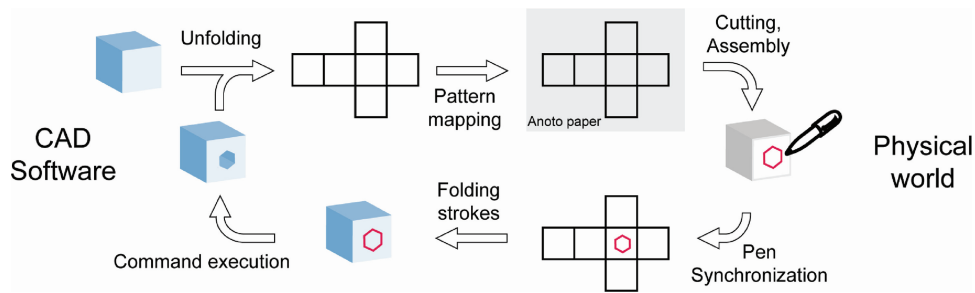 Unfolding
Pattern
mapping
Anoto paper
Cutting,
Assembly
CAD
Software
Physical
world
Folding
strokes
Command execution
Pen
Synchronization